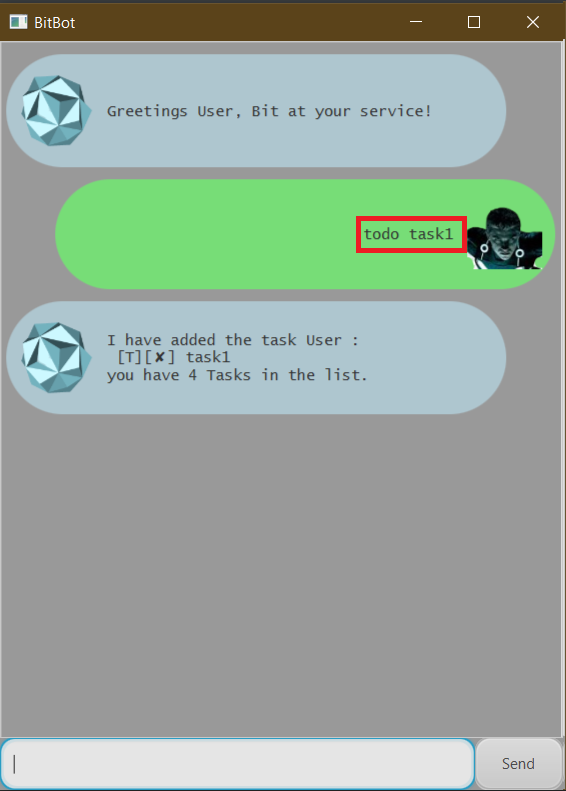 BitBot
Greetings User, Bit at your service!
todo task1
I have added the task User :
[T][✘] task1
you have 4 Tasks in the list.
Send